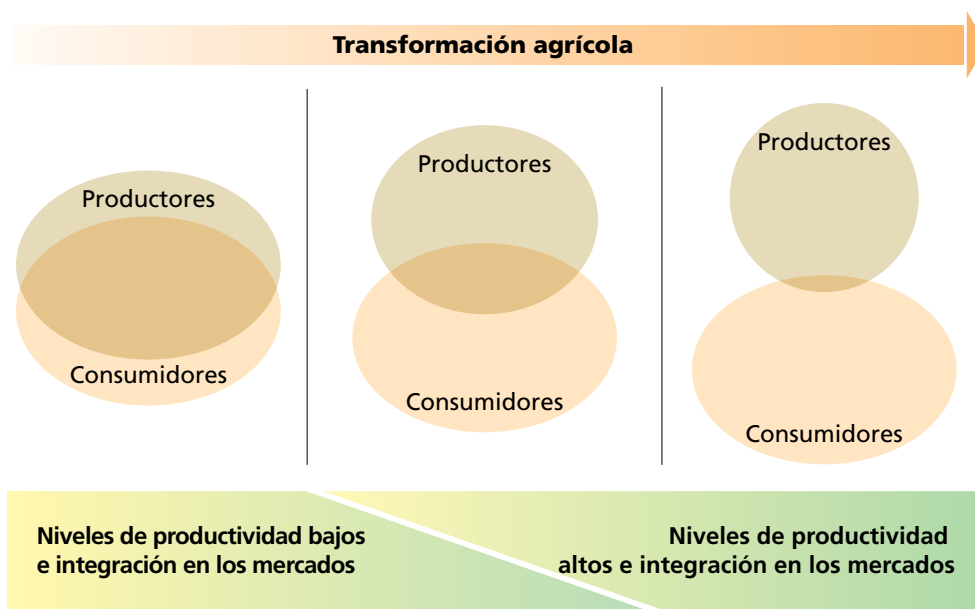 Transformación agrícola
Productores
Consumidores
Productores
Consumidores
Productores
Consumidores
Niveles de productividad bajos
e integración en los mercados
Niveles de productividad
altos e integración en los mercados